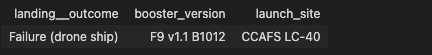 landing__outcome booster_version launch_site
Failure (drone ship) F9 v1.1 B1012 CCAFS LC-40